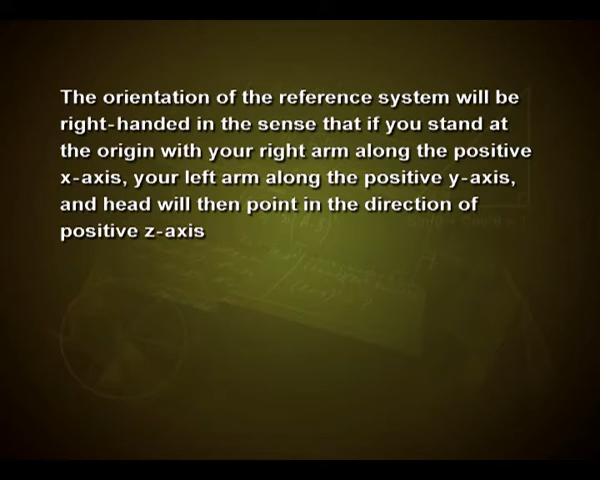 The orientation of the reference system will be
right-handed in the sense that if you stand at
the origin with your right arm along the positive
x-axis, your left arm along the positive y-axis,
and head will then point in the direction of
positive z-axis